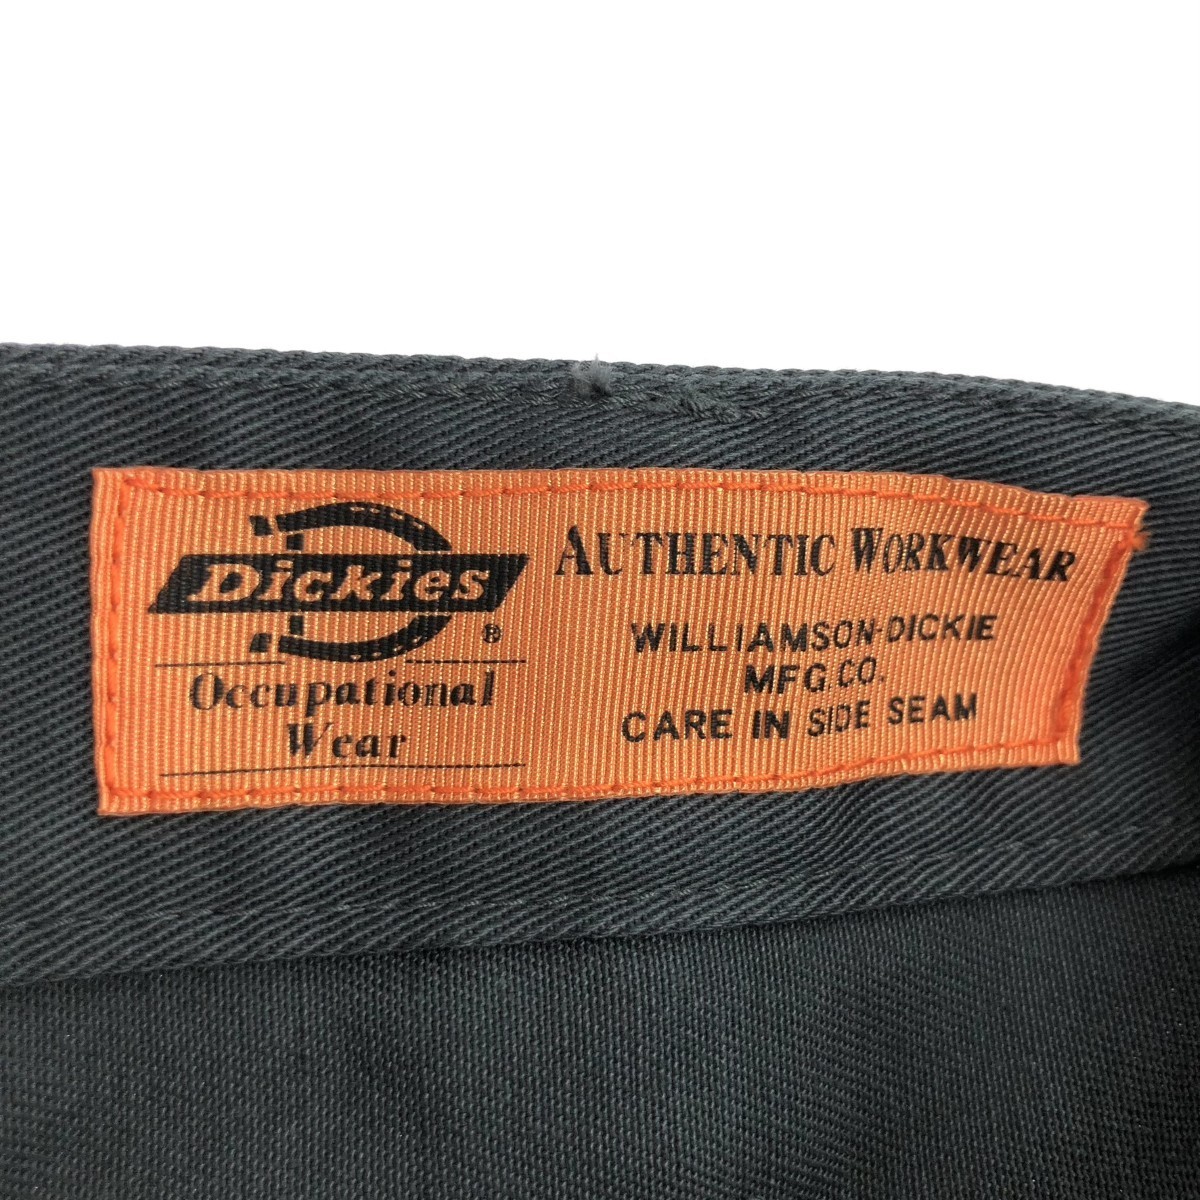 Dickies®
Occupational
Wear
AUTHENTIC WORKWEAR
WILLIAMSON-DICKIE
MFG.CO.
CARE IN SIDE SEAM